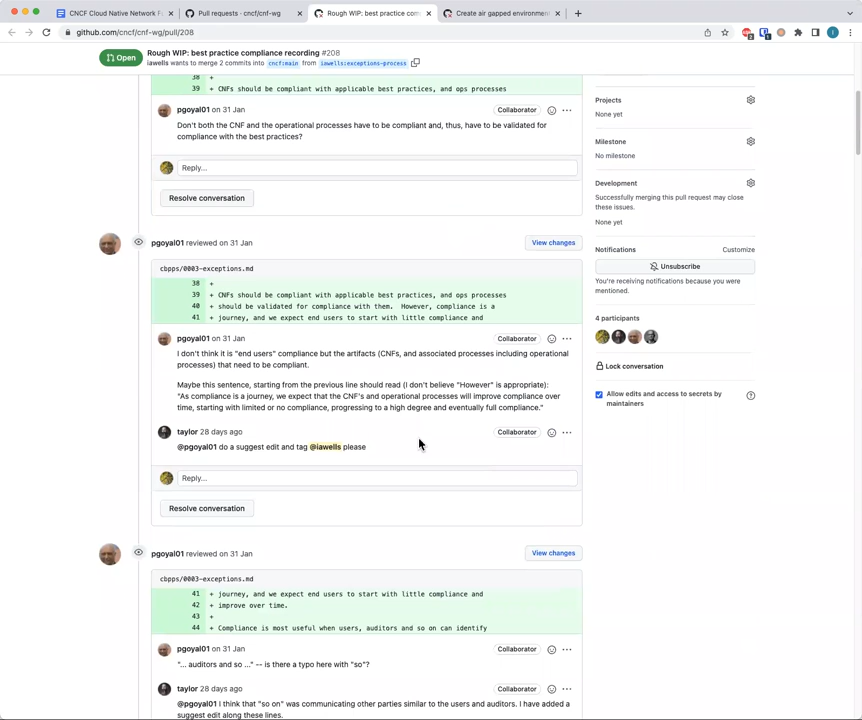 CNCF Cloud Native Network F
Pull requests · cncf/cnf-wg
Rough WIP: best practice com
Create air gapped environmen
github.com/cncf/cnf-wg/pull/208
Open
Rough WIP: best practice compliance recording #208
iawells wants to merge 2 commits into cncf:main from iawells:exceptions-process
38 +
39 + CNFs should be compliant with applicable best practices, and ops processes
pgoyal01 on 31 Jan
Collaborator
Don't both the CNF and the operational processes have to be compliant and, thus, have to be validated for
compliance with the best practices?
Reply...
Resolve conversation
pgoyal01 reviewed on 31 Jan
View changes
cbpps/0003-exceptions.md
38 +
39 + CNFs should be compliant with applicable best practices, and ops processes
40 + should be validated for compliance with them.  However, compliance is a
41 + journey, and we expect end users to start with little compliance and
pgoyal01 on 31 Jan
Collaborator
I don't think it is "end users" compliance but the artifacts (CNFs, and associated processes including operational
processes) that need to be compliant.
Maybe this sentence, starting from the previous line should read (I don't believe "However" is appropriate):
"As compliance is a journey, we expect that the CNF's and operational processes will improve compliance over
time, starting with limited or no compliance, progressing to a high degree and eventually full compliance."
taylor 28 days ago
Collaborator
@pgoyal01 do a suggest edit and tag @iawells please
Reply...
Resolve conversation
pgoyal01 reviewed on 31 Jan
View changes
cbpps/0003-exceptions.md
41 + journey, and we expect end users to start with little compliance and
42 + improve over time.
43 +
44 + Compliance is most useful when users, auditors and so on can identify
pgoyal01 on 31 Jan
Collaborator
"... auditors and so ..." -- is there a typo here with "so"?
taylor 28 days ago
Collaborator
@pgoyal01 I think that "so on" was communicating other parties similar to the users and auditors. I have added a
suggest edit along these lines.
Projects
None yet
Milestone
No milestone
Development
Successfully merging this pull request may close
these issues.
None yet
Notifications
Customize
Unsubscribe
You're receiving notifications because you were
mentioned.
4 participants
Lock conversation
Allow edits and access to secrets by
maintainers